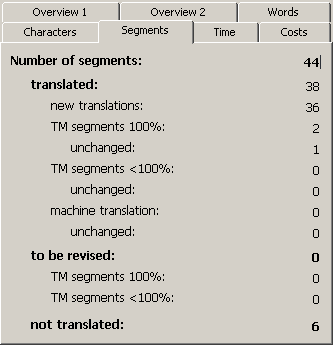 Overview 1 Overview 2 Words
Characters Segments Time Costs
Number of segments: 44
translated: 38
new translations: 36
TM segments 100%: 2
unchanged: 1
TM segments <100%: 0
unchanged: 0
machine translation: 0
unchanged: 0
to be revised: 0
TM segments 100%: 0
TM segments <100%: 0
not translated: 6